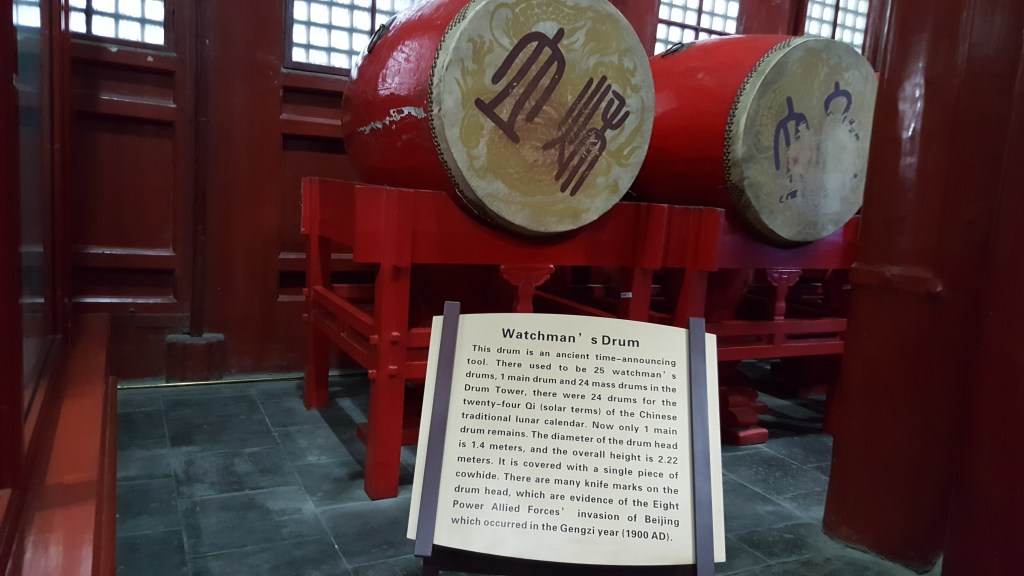 Watchman's Drum
This drum is an ancient time-announcing
tool. There used to be 25 watchman's
drums, 1 main drum and 24 mass drums in the
Drum Tower, there were 24 drums for the
twenty-four Qi (solar terms) of the Chinese
traditional lunar calendar. Now only 1 main
drum remains. The diameter of the drum head
is 1.4 meters, and the overall height is 2.22
meters. It is covered with a single piece of
cowhide. There are many knife marks on the
drum head, which are evidence of the Eight
Power Allied Forces' invasion of Beijing
which occurred in the Gengzi year (1900 AD).